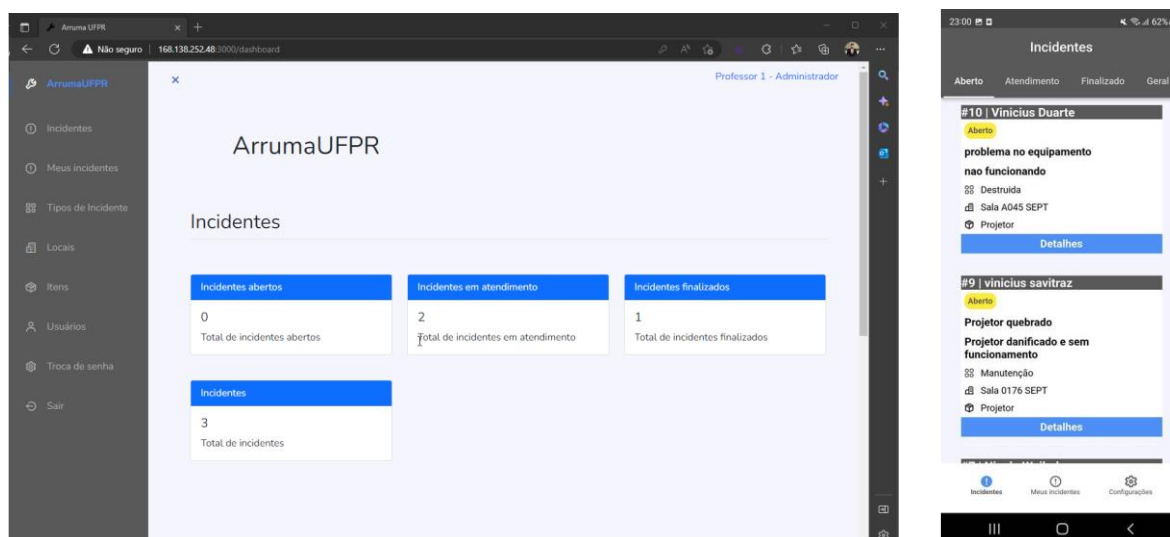 Arruma UFPR
Não seguro
168.138.252.48:3000/dashboard
ArrumaUFPR
Incidentes
Meus incidentes
Tipos de Incidente
Locais
Itens
Usuários
Troca de senha
Sair
Professor 1 - Administrador
ArrumaUFPR
Incidentes
Incidentes abertos
0
Total de incidentes abertos
Incidentes em atendimento
2
Total de incidentes em atendimento
Incidentes finalizados
1
Total de incidentes finalizados
Incidentes
3
Total de incidentes
23:00
62%
Incidentes
Aberto Atendimento Finalizado Geral
#10 | Vinicius Duarte
Aberto
problema no equipamento
nao funcionando
Destruida
Sala A045 SEPT
Projetor
Detalhes
#9 | vinicius savitraz
Aberto
Projetor quebrado
Projetor danificado e sem
funcionamento
Manutenção
Sala 0176 SEPT
Projetor
Detalhes
Incidentes Meus incidentes Configurações